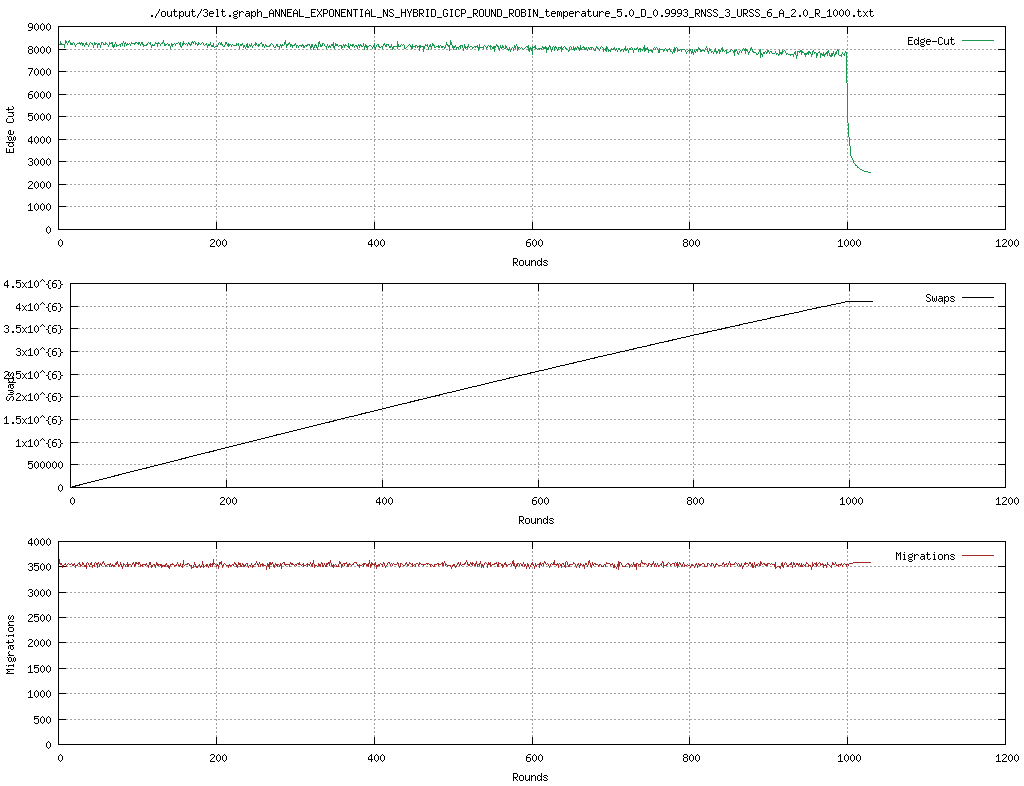 ./output/3elt.graph_ANNEAL_EXPONENTIAL_NS_HYBRID_GICP_ROUND_ROBIN_temperature_5.0_D_0.9993_RNSS_3_URSS_6_A_2.0_R_1000.txt
9000
8000
7000
6000
5000
4000
3000
2000
1000
0
Edge Cut
Edge-Cut
0 200 400 600 800 1000 1200
Rounds
4.5x10^{6}
4x10^{6}
3.5x10^{6}
3x10^{6}
2.5x10^{6}
2x10^{6}
1.5x10^{6}
1x10^{6}
500000
0
Swaps
Swaps
0 200 400 600 800 1000 1200
Rounds
4000
3500
3000
2500
2000
1500
1000
500
0
Migrations
Migrations
0 200 400 600 800 1000 1200
Rounds